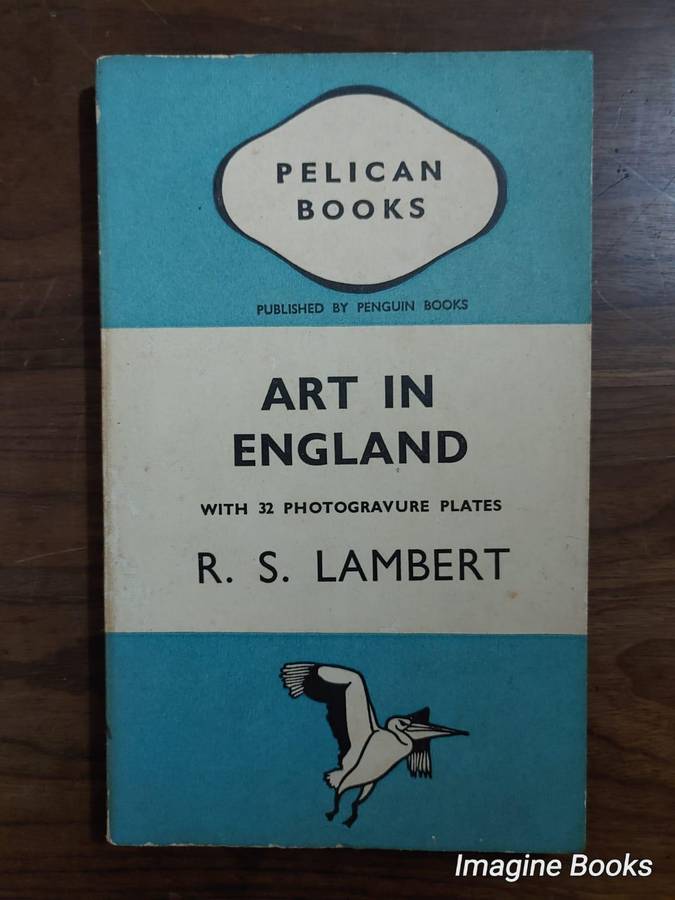 PELICAN
BOOKS
PUBLISHED BY PENGUIN BOOKS
ART IN
ENGLAND
WITH 32 PHOTOGRAVURE PLATES
R. S. LAMBERT
Imagine Books